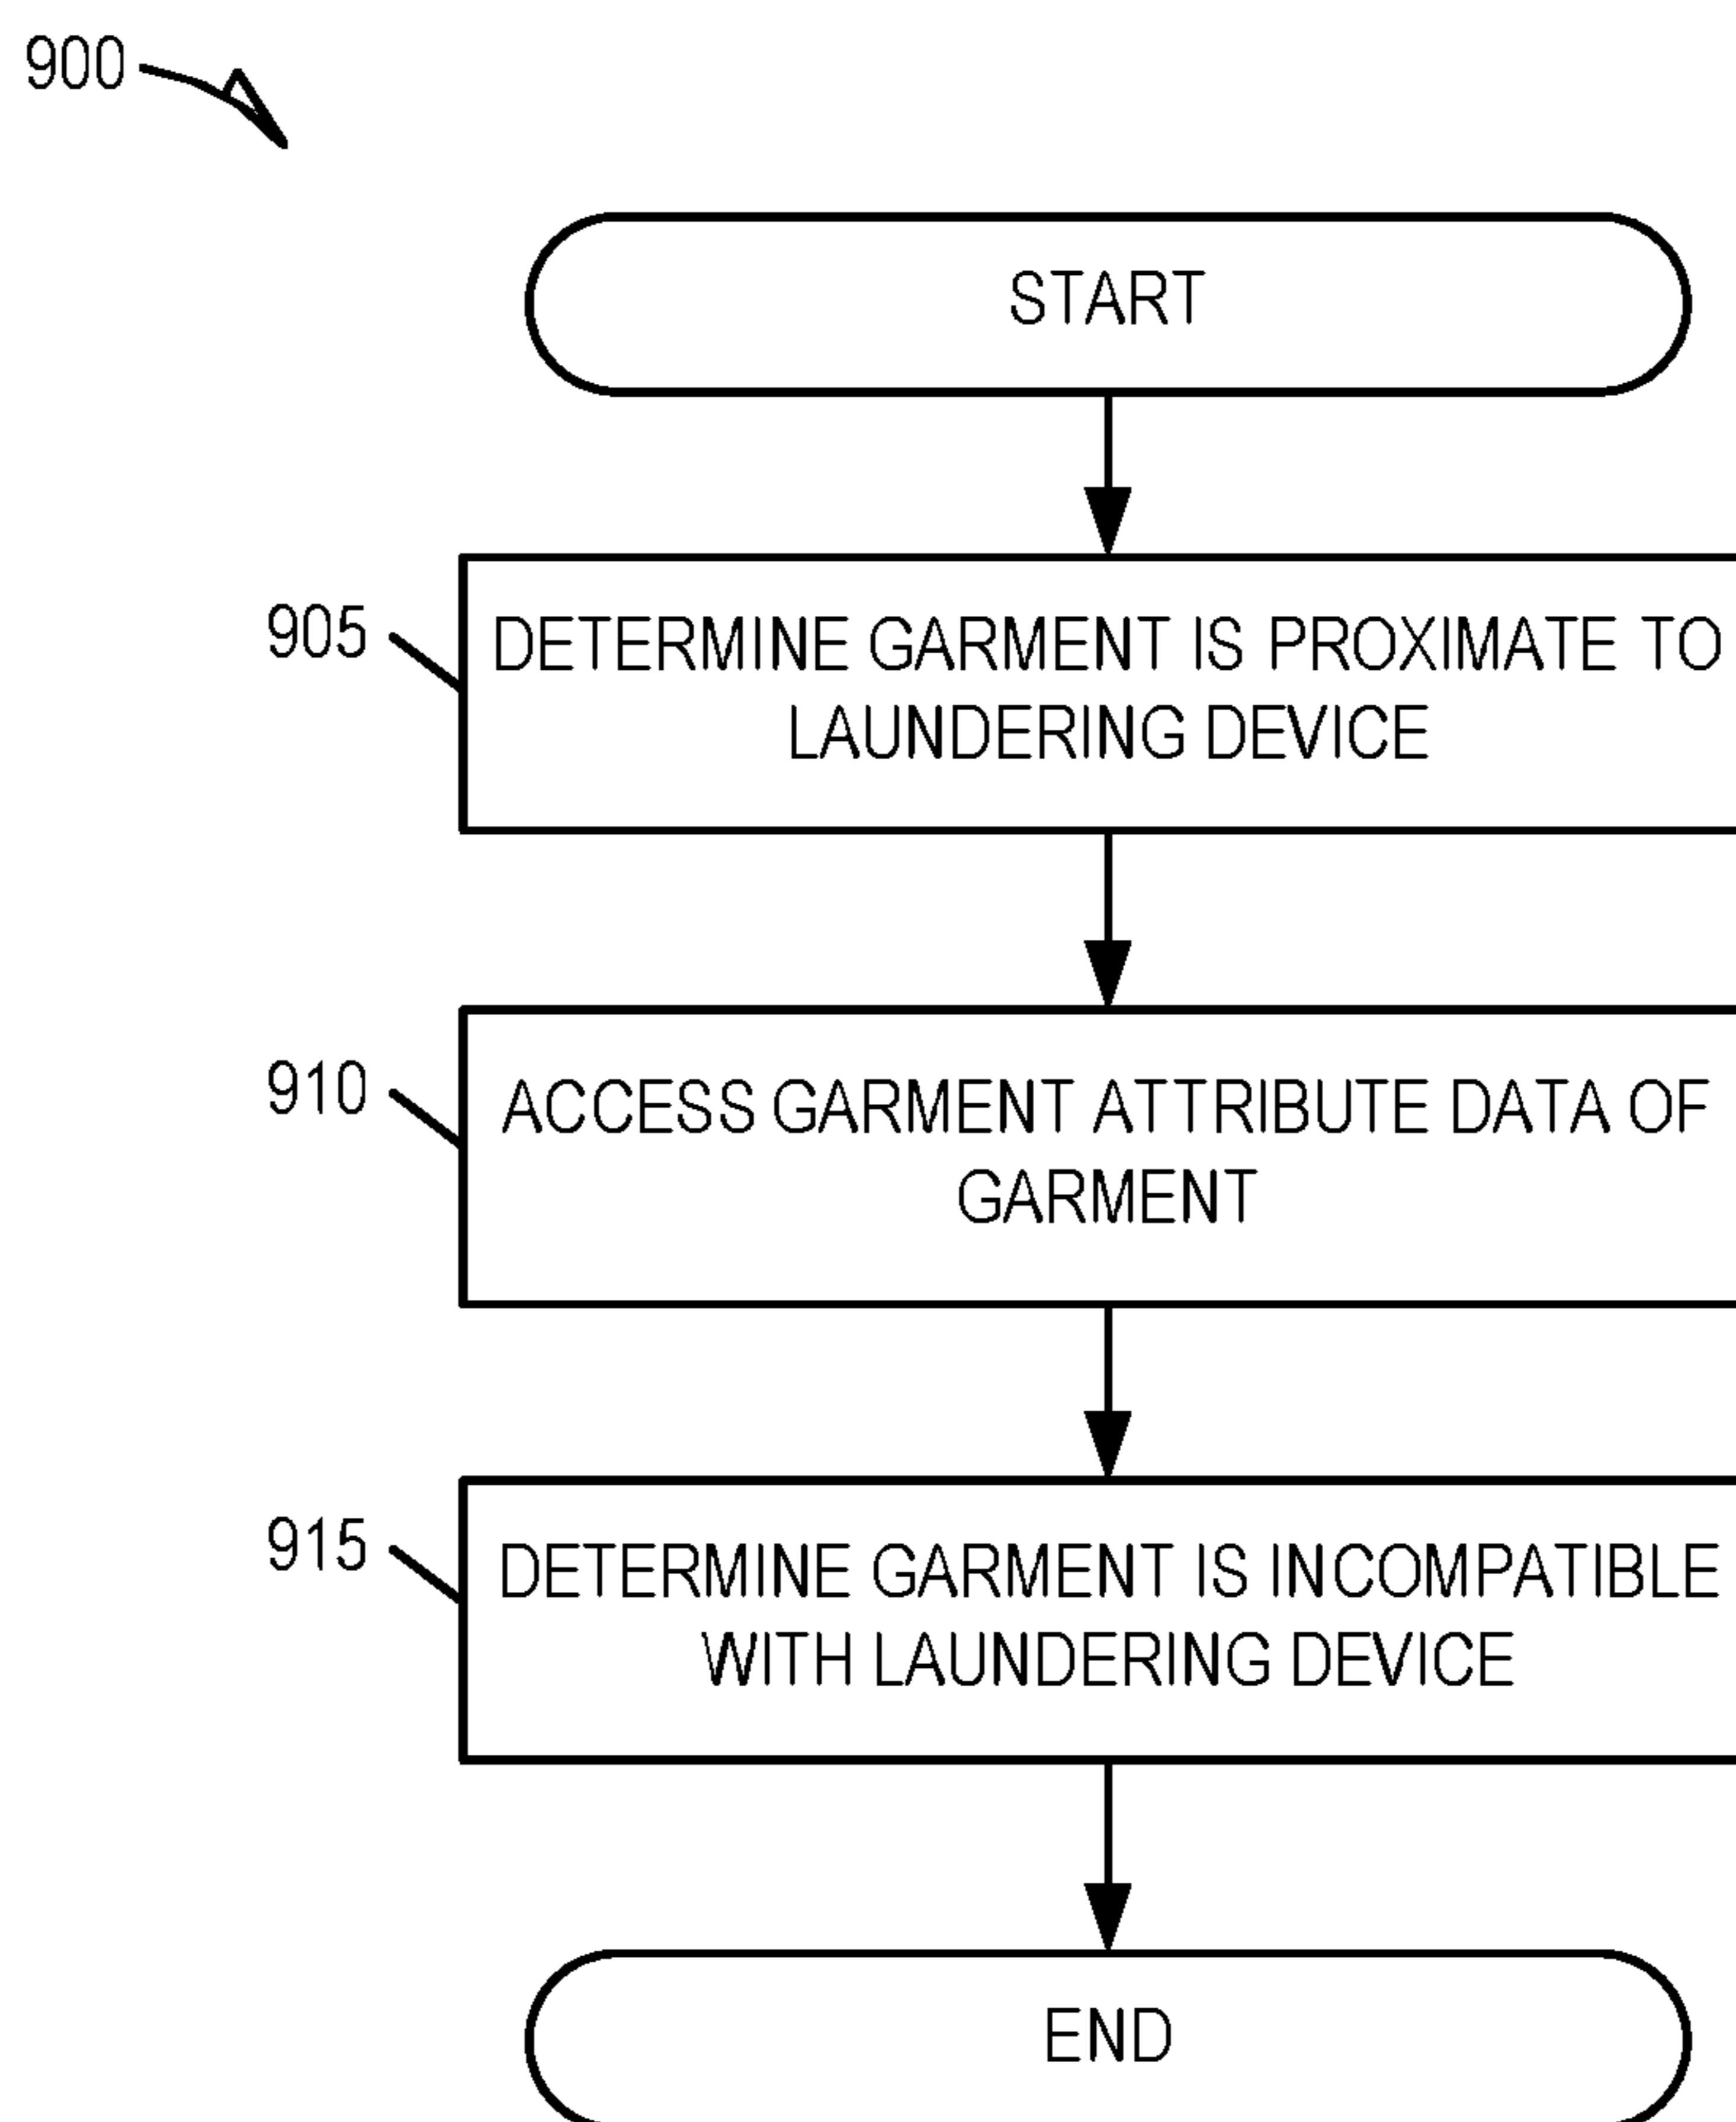 900
START
905
DETERMINE GARMENT IS PROXIMATE TO
LAUNDERING DEVICE
910
ACCESS GARMENT ATTRIBUTE DATA OF
GARMENT
915
DETERMINE GARMENT IS INCOMPATIBLE
WITH LAUNDERING DEVICE
END